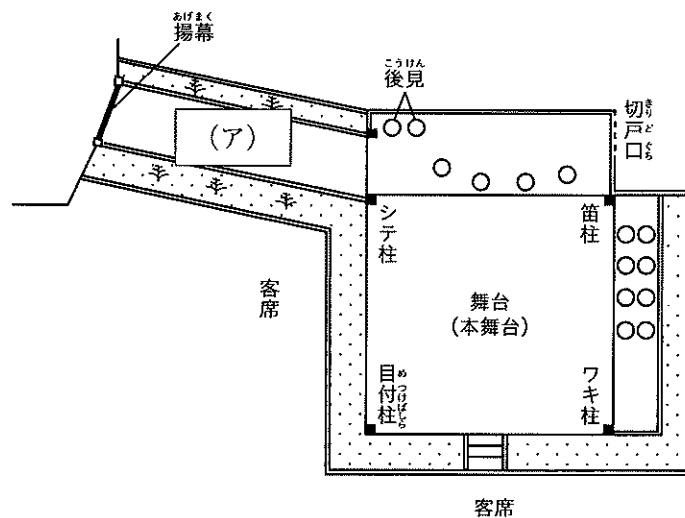 あげまく
揚幕
こうけん
後見
きりどぐち
切戸口
(ア)
シテ柱
笛柱
客席
舞台
(本舞台)
めつけばしら
目付柱
ワキ柱
客席